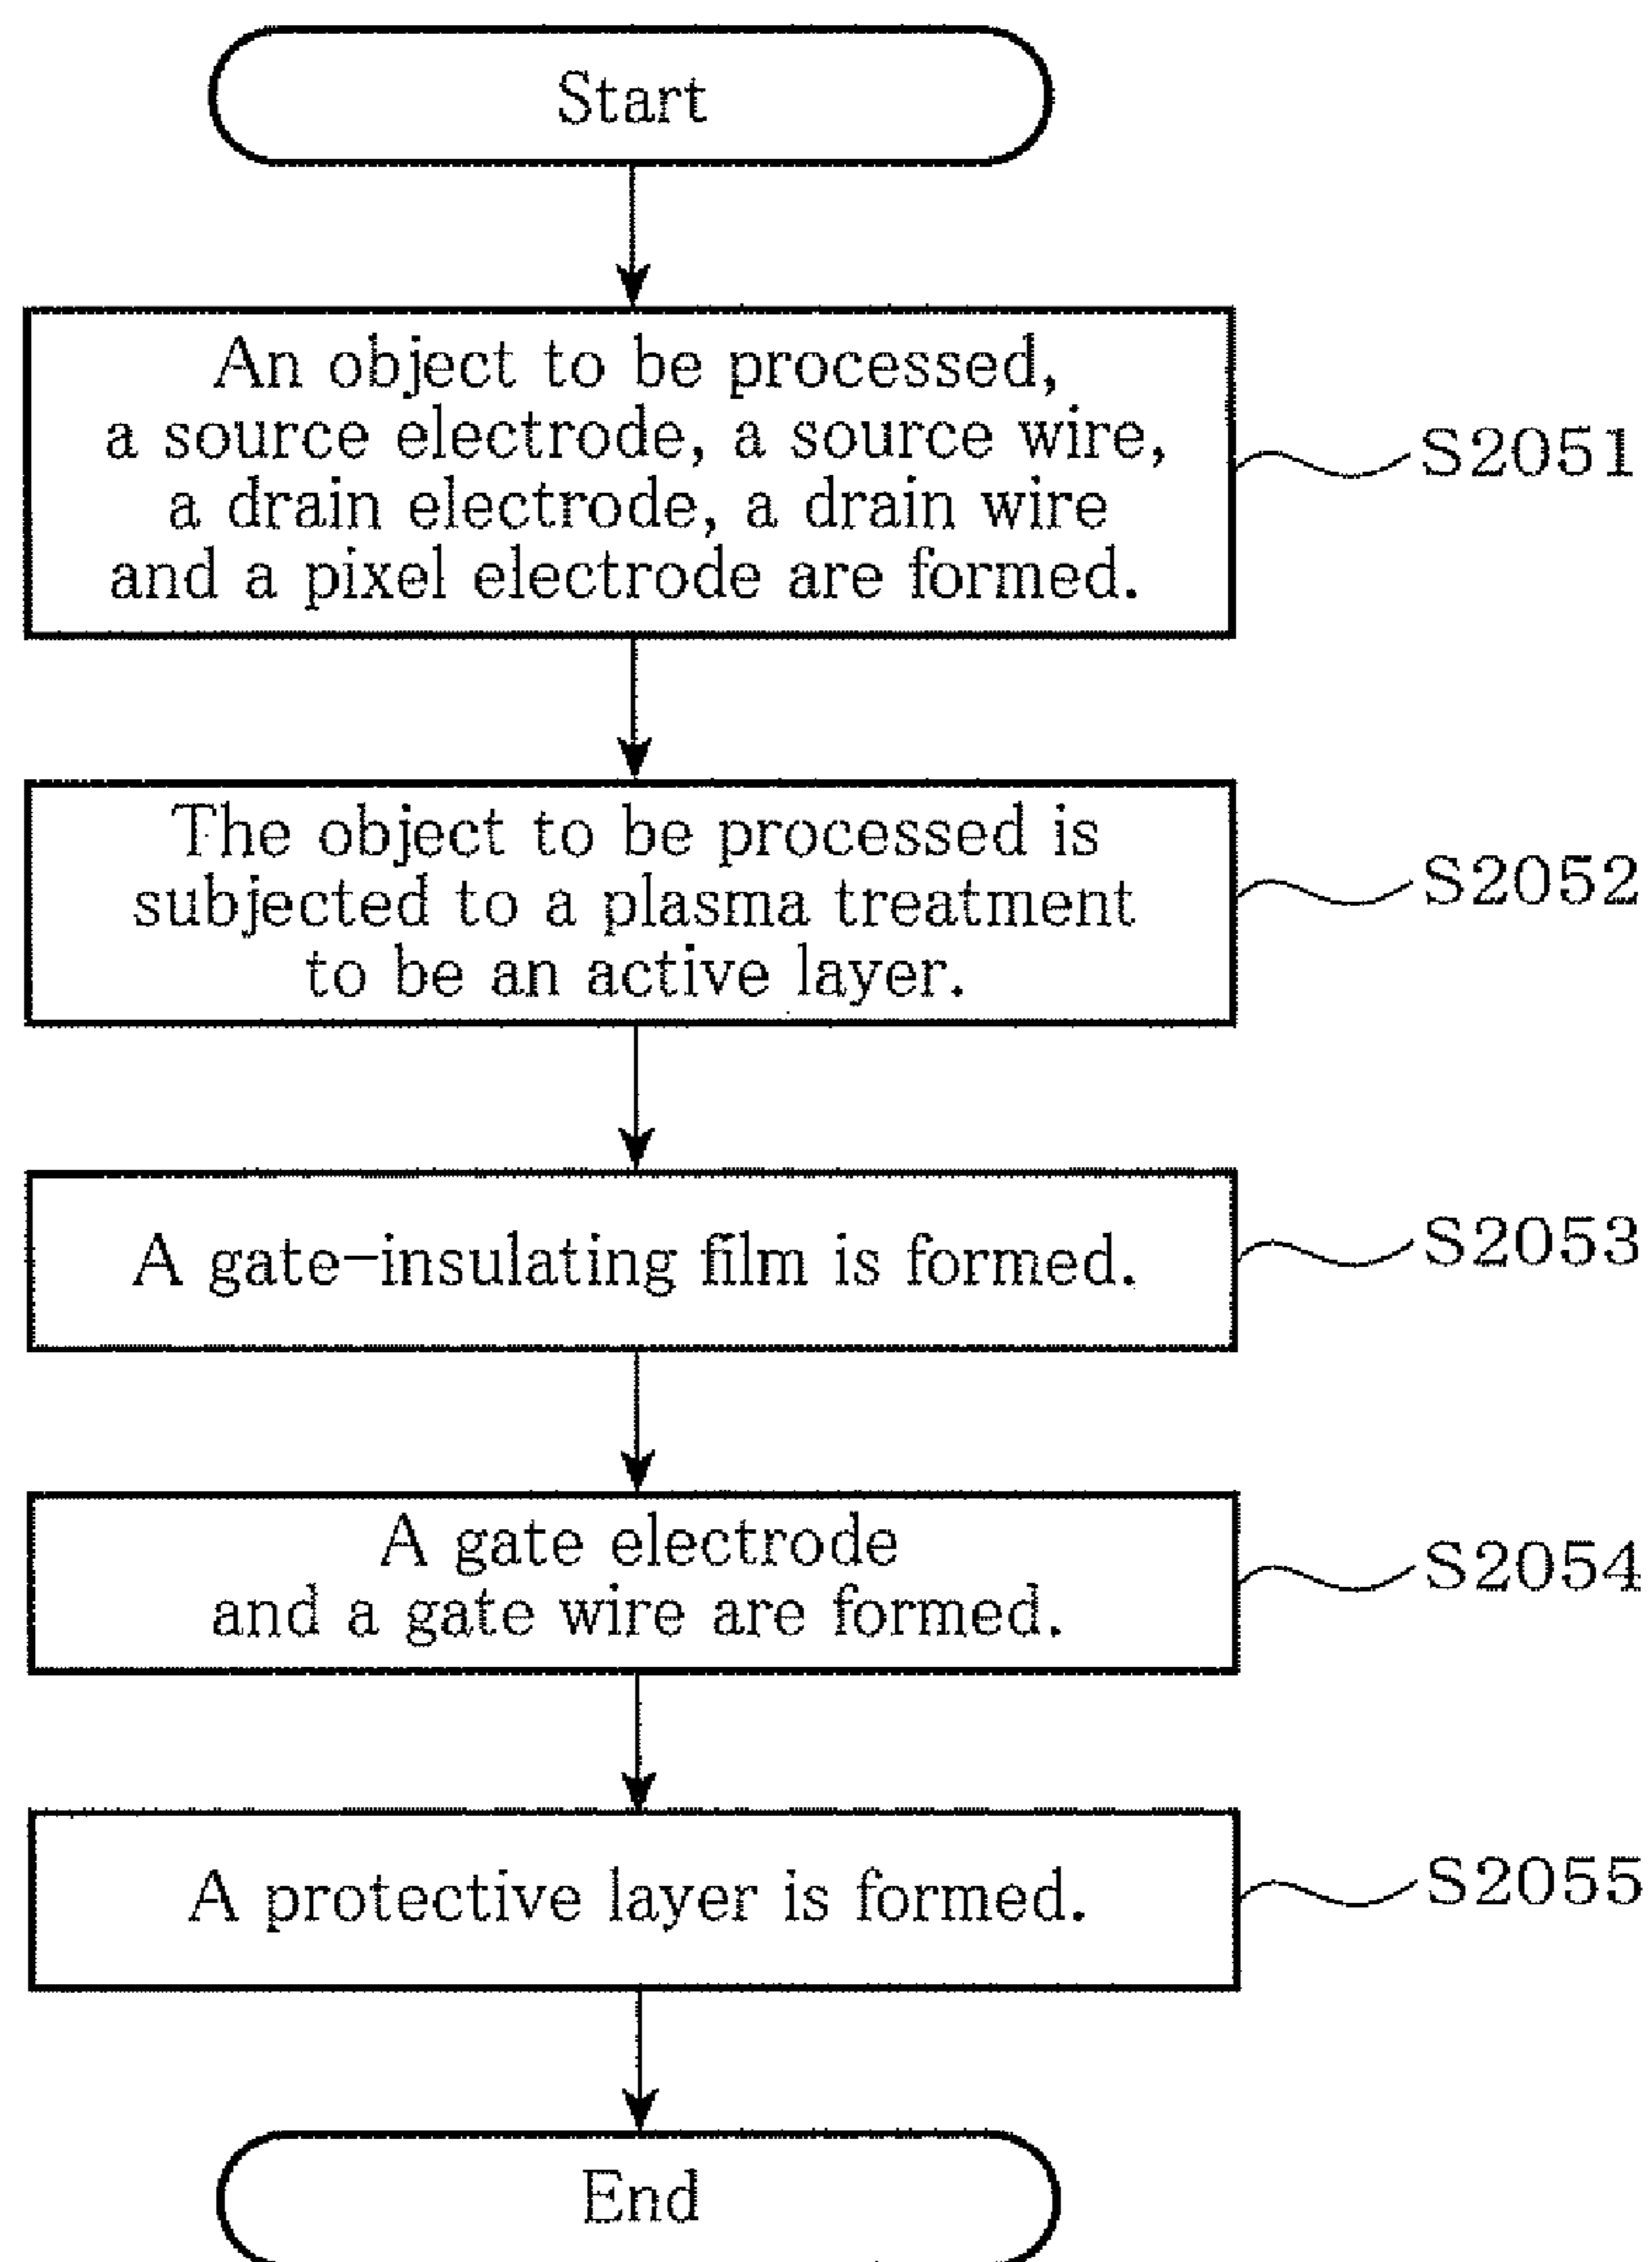 Start
An object to be processed,
a source electrode, a source wire,
a drain electrode, a drain wire
and a pixel electrode are formed.
S2051
The object to be processed is
subjected to a plasma treatment
to be an active layer.
S2052
A gate-insulating film is formed.
S2053
A gate electrode
and a gate wire are formed.
S2054
A protective layer is formed.
S2055
End